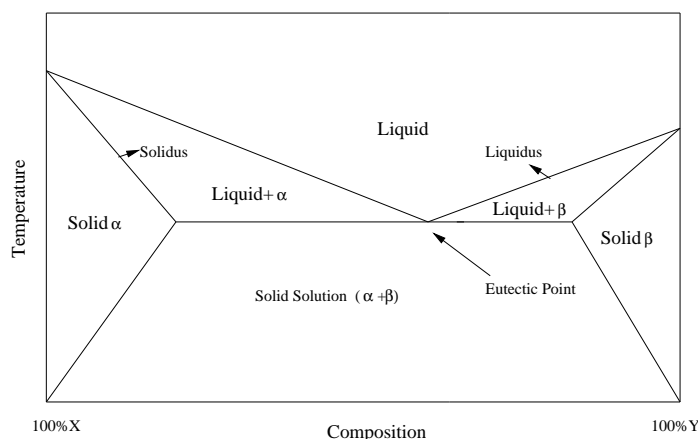 Liquid
Solidus
Liquidus
Liquid+ α
Liquid+ β
Temperature
Solid α
Solid β
Solid Solution ( α +β)
Eutectic Point
100% X
Composition
100% Y